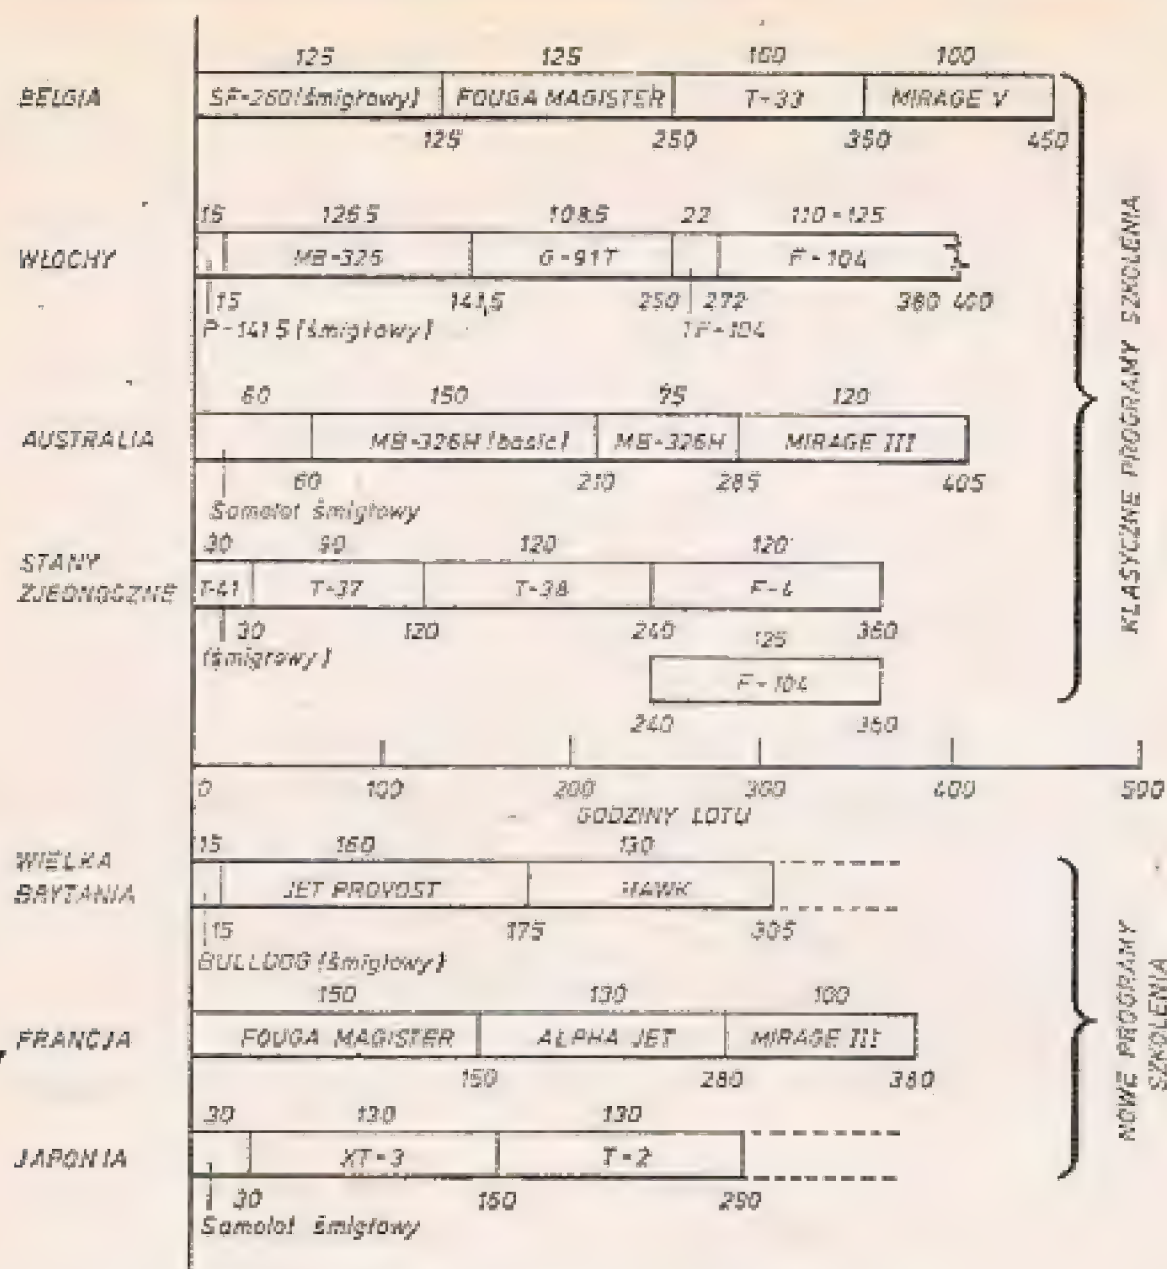 125 125 100 100
BELGIA SF-260 (śmigłowy) FOUGA MAGISTER T-33 MIRAGE V
125 250 350 450
15 126.5 108.5 22 110-125
WŁOCHY MB-326 G-91T F-104
15 141,5 250 272 380 400
P-1415 (śmigłowy) TF-104
60 150 75 120
AUSTRALIA MB-326H (basic) MB-326H MIRAGE III
60 210 285 405
Samolot śmigłowy
30 90 120 120
STANY
ZJEDNOCZNE T-41 T-37 T-38 F-4
30 120 240 360
(śmigłowy) 125
F-104
240 360
KLASYCZNE PROGRAMY SZKOLENIA
0 100 200 300 400 500
GODZINY LOTU
15 160 130
WIELKA
BRYTANIA JET PROVOST HAWK
15 175 305
BULLDOG (śmigłowy)
150 130 100
FRANCJA FOUGA MAGISTER ALPHA JET MIRAGE III
150 280 380
30 130 130
JAPONIA XT-3 T-2
30 160 290
Samolot śmigłowy
NOWE PROGRAMY
SZKOLENIA